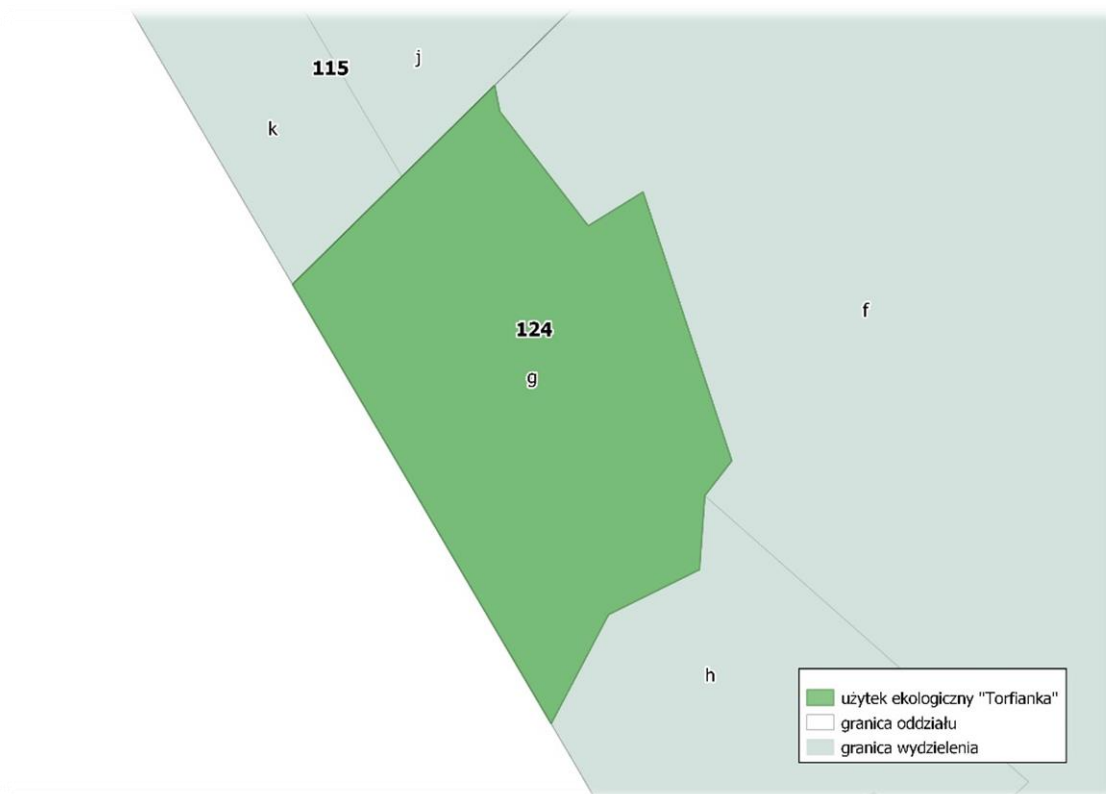 j
115
k
f
124
g
h
użytek ekologiczny "Torfianka"
granica oddziału
granica wydzielenia